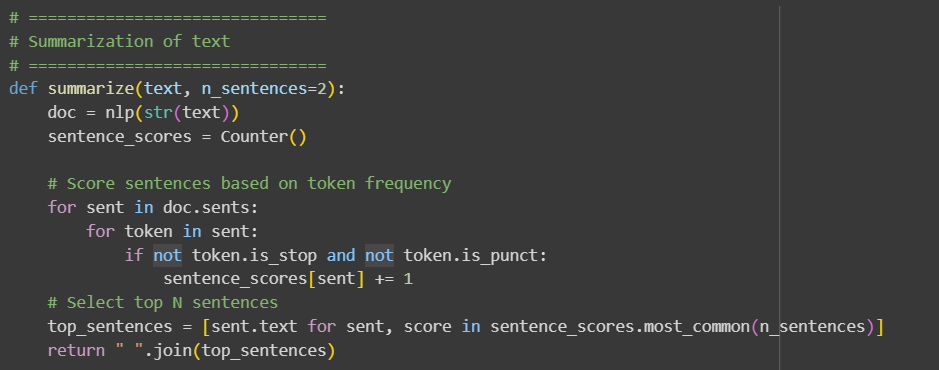 # ===============================
# Summarization of text
# ===============================
def summarize(text, n_sentences=2):
    doc = nlp(str(text))
    sentence_scores = Counter()

    # Score sentences based on token frequency
    for sent in doc.sents:
        for token in sent:
            if not token.is_stop and not token.is_punct:
                sentence_scores[sent] += 1
    # Select top N sentences
    top_sentences = [sent.text for sent, score in sentence_scores.most_common(n_sentences)]
    return " ".join(top_sentences)